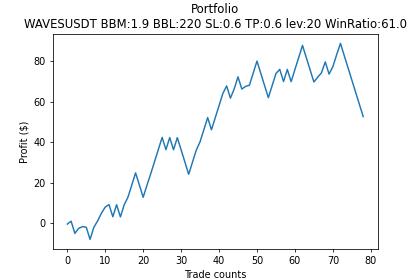 Portfolio
WAVESUSDT BBM:1.9 BBL:220 SL:0.6 TP:0.6 lev:20 WinRatio:61.0
80
60
40
20
0
Profit ($)
0 10 20 30 40 50 60 70 80
Trade counts